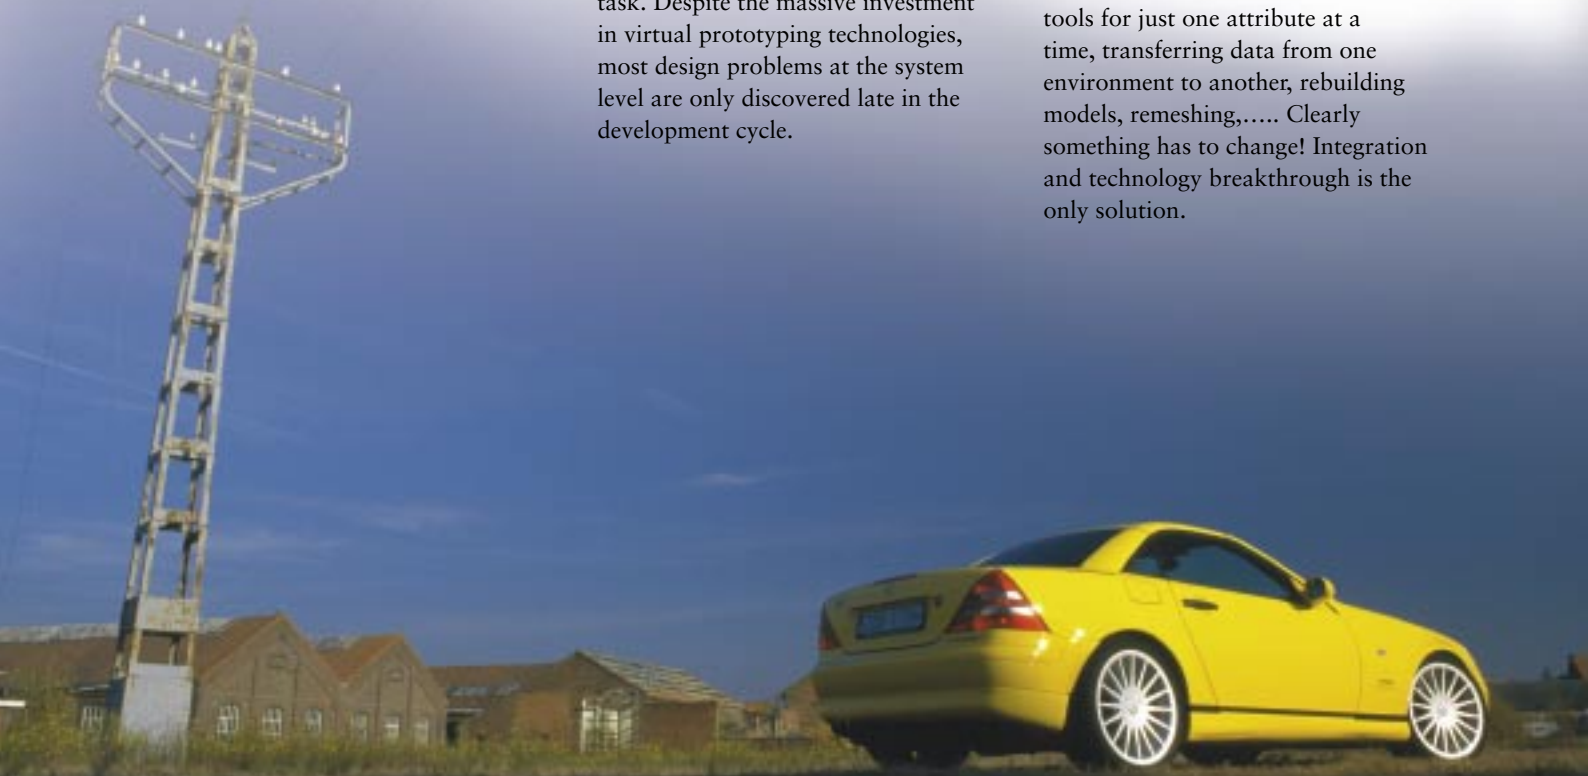 task. Despite the massive investment
in virtual prototyping technologies,
most design problems at the system
level are only discovered late in the
development cycle.
tools for just one attribute at a
time, transferring data from one
environment to another, rebuilding
models, remeshing,..... Clearly
something has to change! Integration
and technology breakthrough is the
only solution.